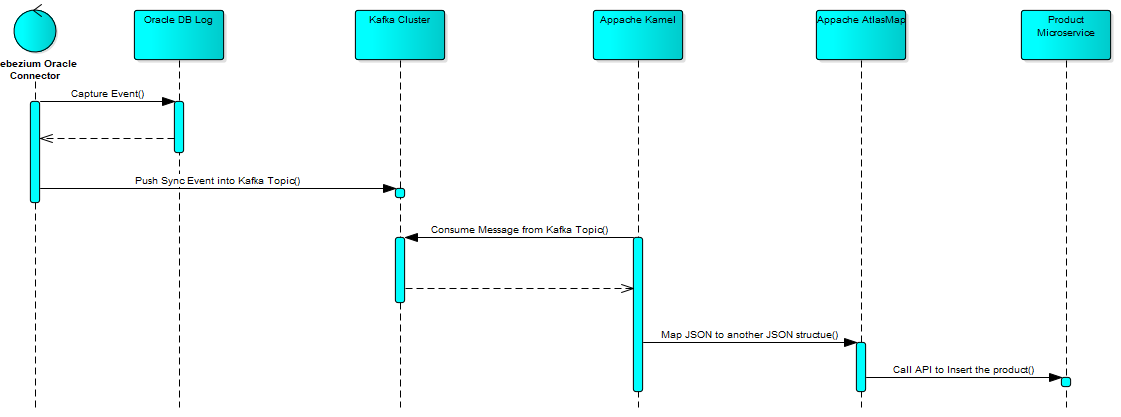 Oracle DB Log
Kafka Cluster
Appache Kamel
Appache AtlasMap
Product
Microservice
ebezium Oracle
Connector
Capture Event()
Push Sync Event into Kafka Topic()
Consume Message from Kafka Topic()
Map JSON to another JSON structue()
Call API to Insert the product()